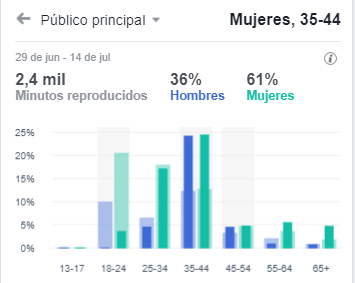 ← Público principal Mujeres, 35-44
29 de jun - 14 de jul
2,4 mil 36% 61%
Minutos reproducidos Hombres Mujeres
25%
20%
15%
10%
5%
0%
13-17 18-24 25-34 35-44 45-54 55-64 65+